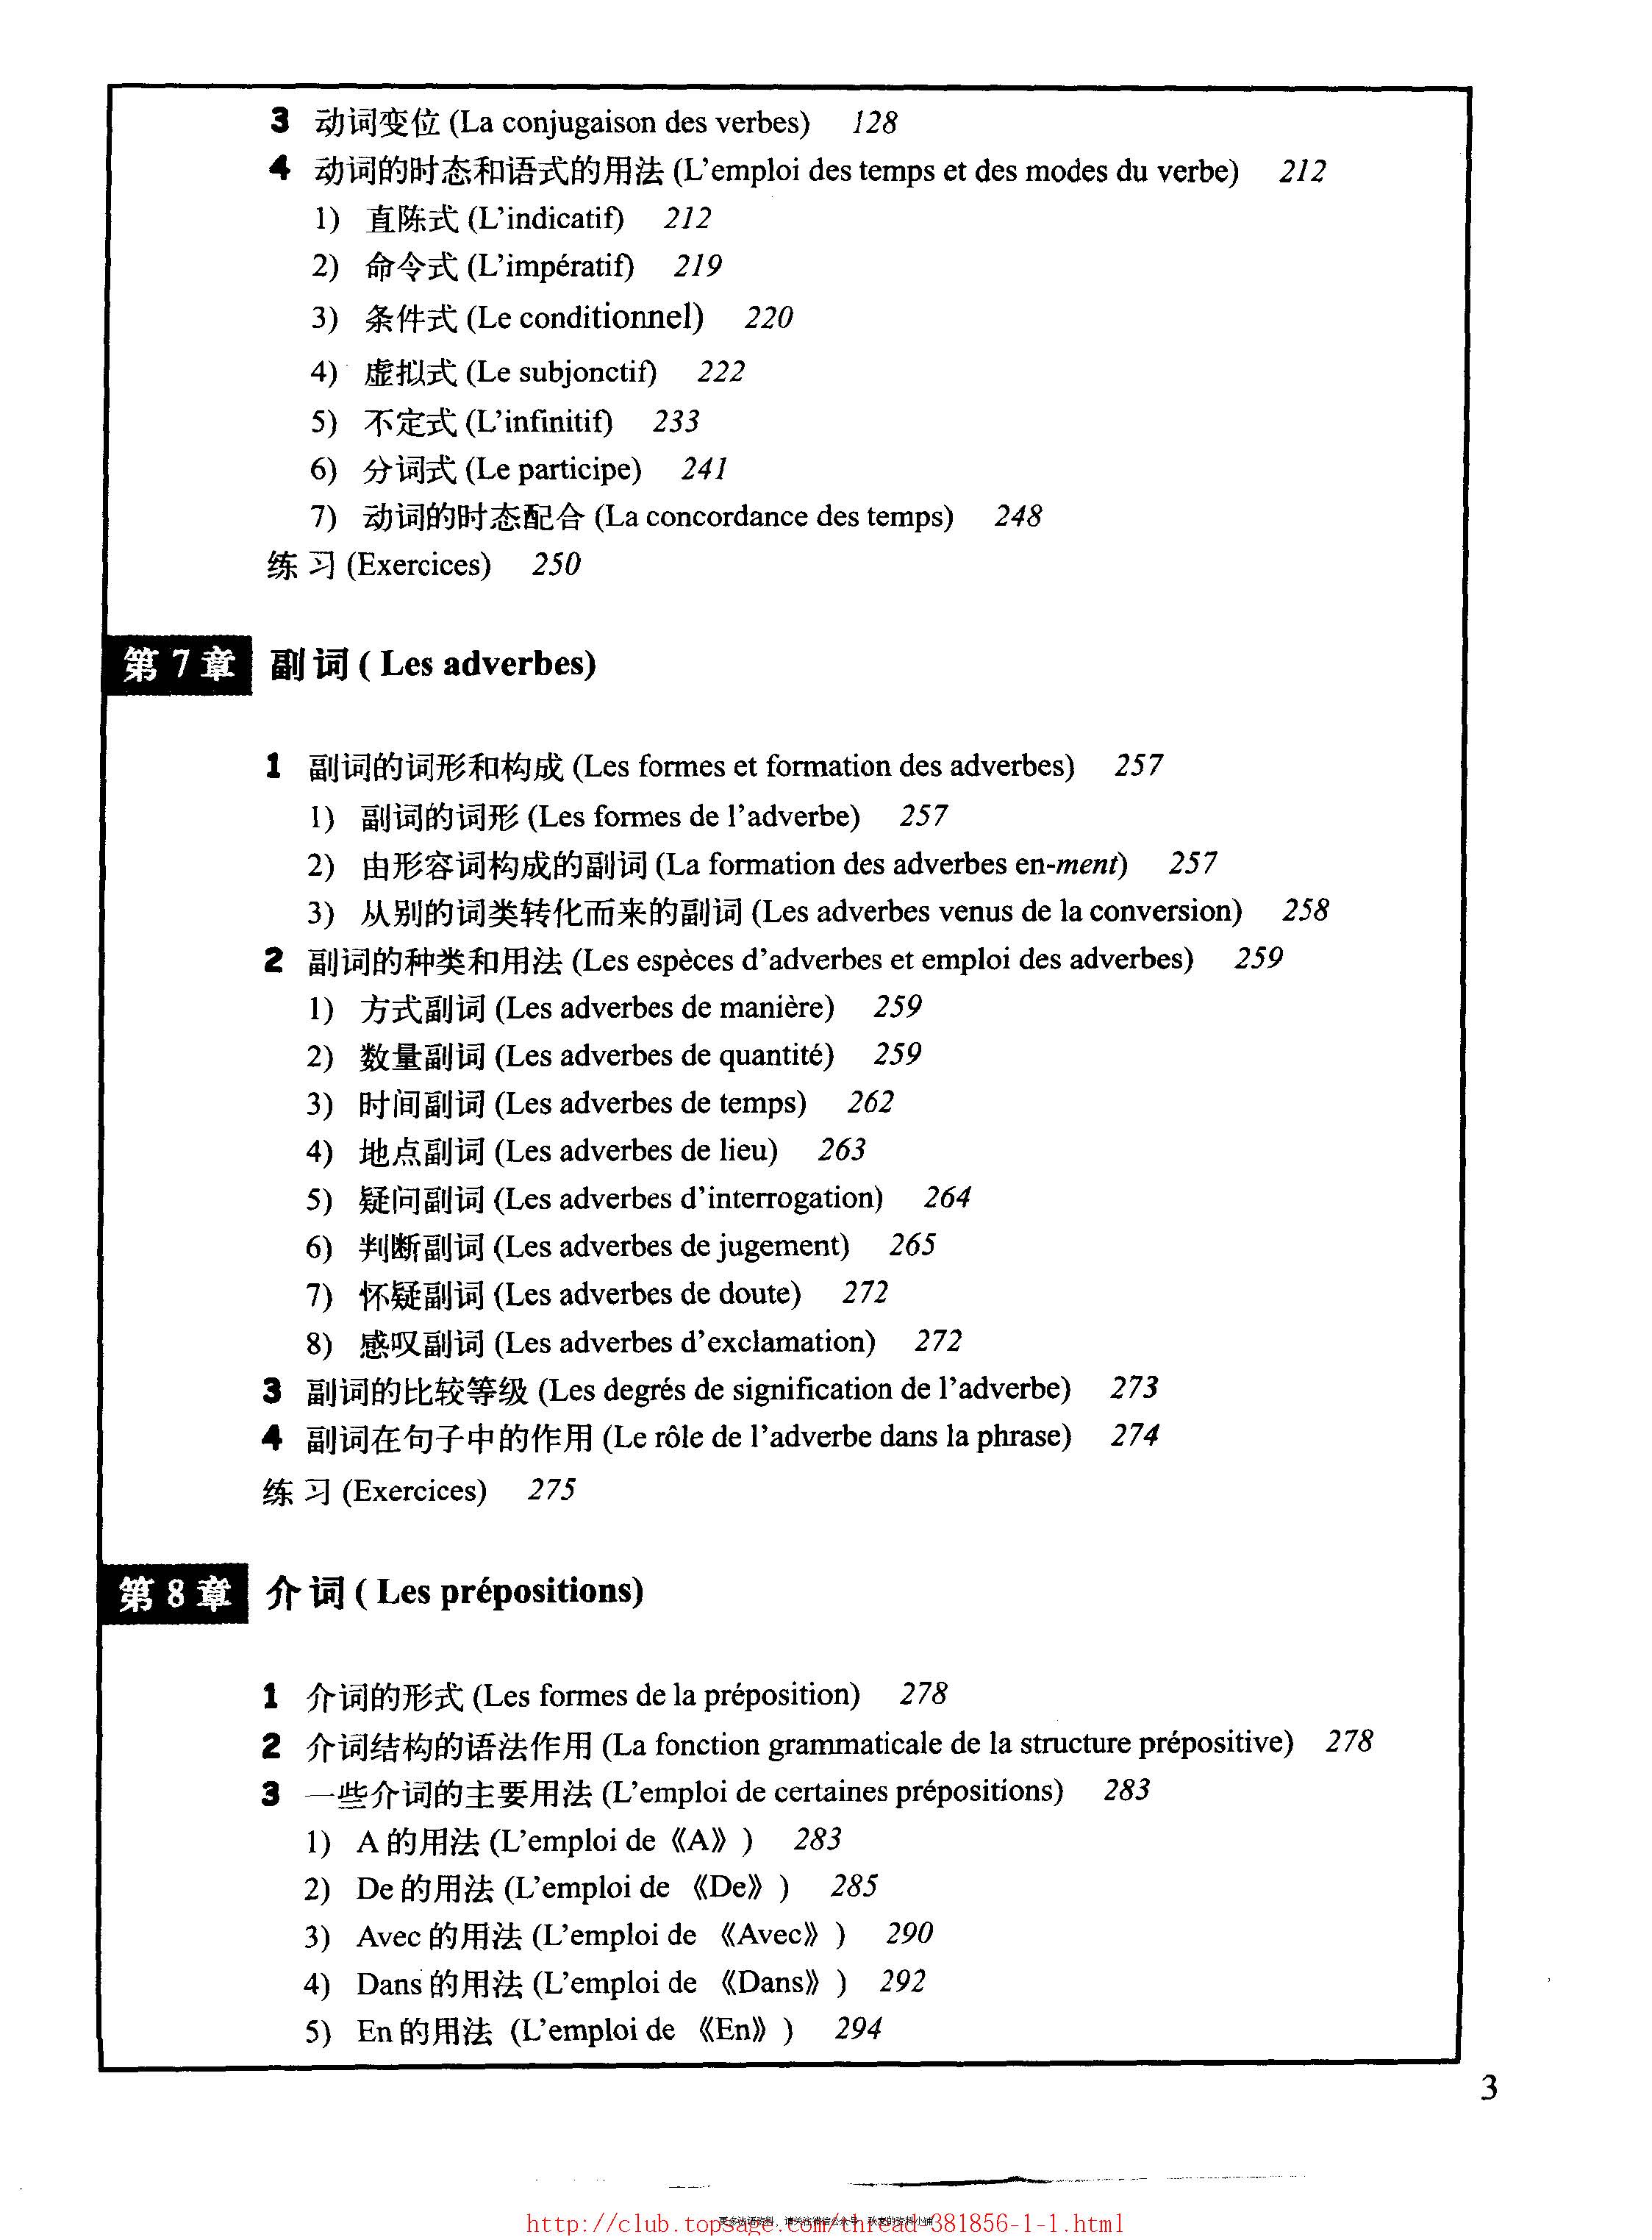 3 动词变位 (La conjugaison des verbes) 128
4 动词的时态和语式的用法 (L'emploi des temps et des modes du verbe) 212
1) 直陈式 (L'indicatif) 212
2) 命令式 (L'impératif) 219
3) 条件式 (Le conditionnel) 220
4) 虚拟式 (Le subjonctif) 222
5) 不定式 (L'infinitif) 233
6) 分词式 (Le participe) 241
7) 动词的时态配合 (La concordance des temps) 248
练习 (Exercices) 250
第7章 副词 ( Les adverbes)
1 副词的词形和构成 (Les formes et formation des adverbes) 257
1) 副词的词形 (Les formes de l'adverbe) 257
2) 由形容词构成的副词 (La formation des adverbes en-ment) 257
3) 从别的词类转化而来的副词 (Les adverbes venus de la conversion) 258
2 副词的种类和用法 (Les espèces d'adverbes et emploi des adverbes) 259
1) 方式副词 (Les adverbes de manière) 259
2) 数量副词 (Les adverbes de quantité) 259
3) 时间副词 (Les adverbes de temps) 262
4) 地点副词 (Les adverbes de lieu) 263
5) 疑问副词 (Les adverbes d'interrogation) 264
6) 判断副词 (Les adverbes de jugement) 265
7) 怀疑副词 (Les adverbes de doute) 272
8) 感叹副词 (Les adverbes d'exclamation) 272
3 副词的比较等级 (Les degrés de signification de l'adverbe) 273
4 副词在句子中的作用 (Le rôle de l'adverbe dans la phrase) 274
练习 (Exercices) 275
第8章 介词 ( Les prépositions)
1 介词的形式 (Les formes de la préposition) 278
2 介词结构的语法作用 (La fonction grammaticale de la structure prépositive) 278
3 一些介词的主要用法 (L'emploi de certaines prépositions) 283
1) A 的用法 (L'emploi de 《A》 ) 283
2) De 的用法 (L'emploi de 《De》 ) 285
3) Avec 的用法 (L'emploi de 《Avec》 ) 290
4) Dans 的用法 (L'emploi de 《Dans》 ) 292
5) En 的用法 (L'emploi de 《En》 ) 294
3
http://club.topsage.com/thread-381856-1-1.html